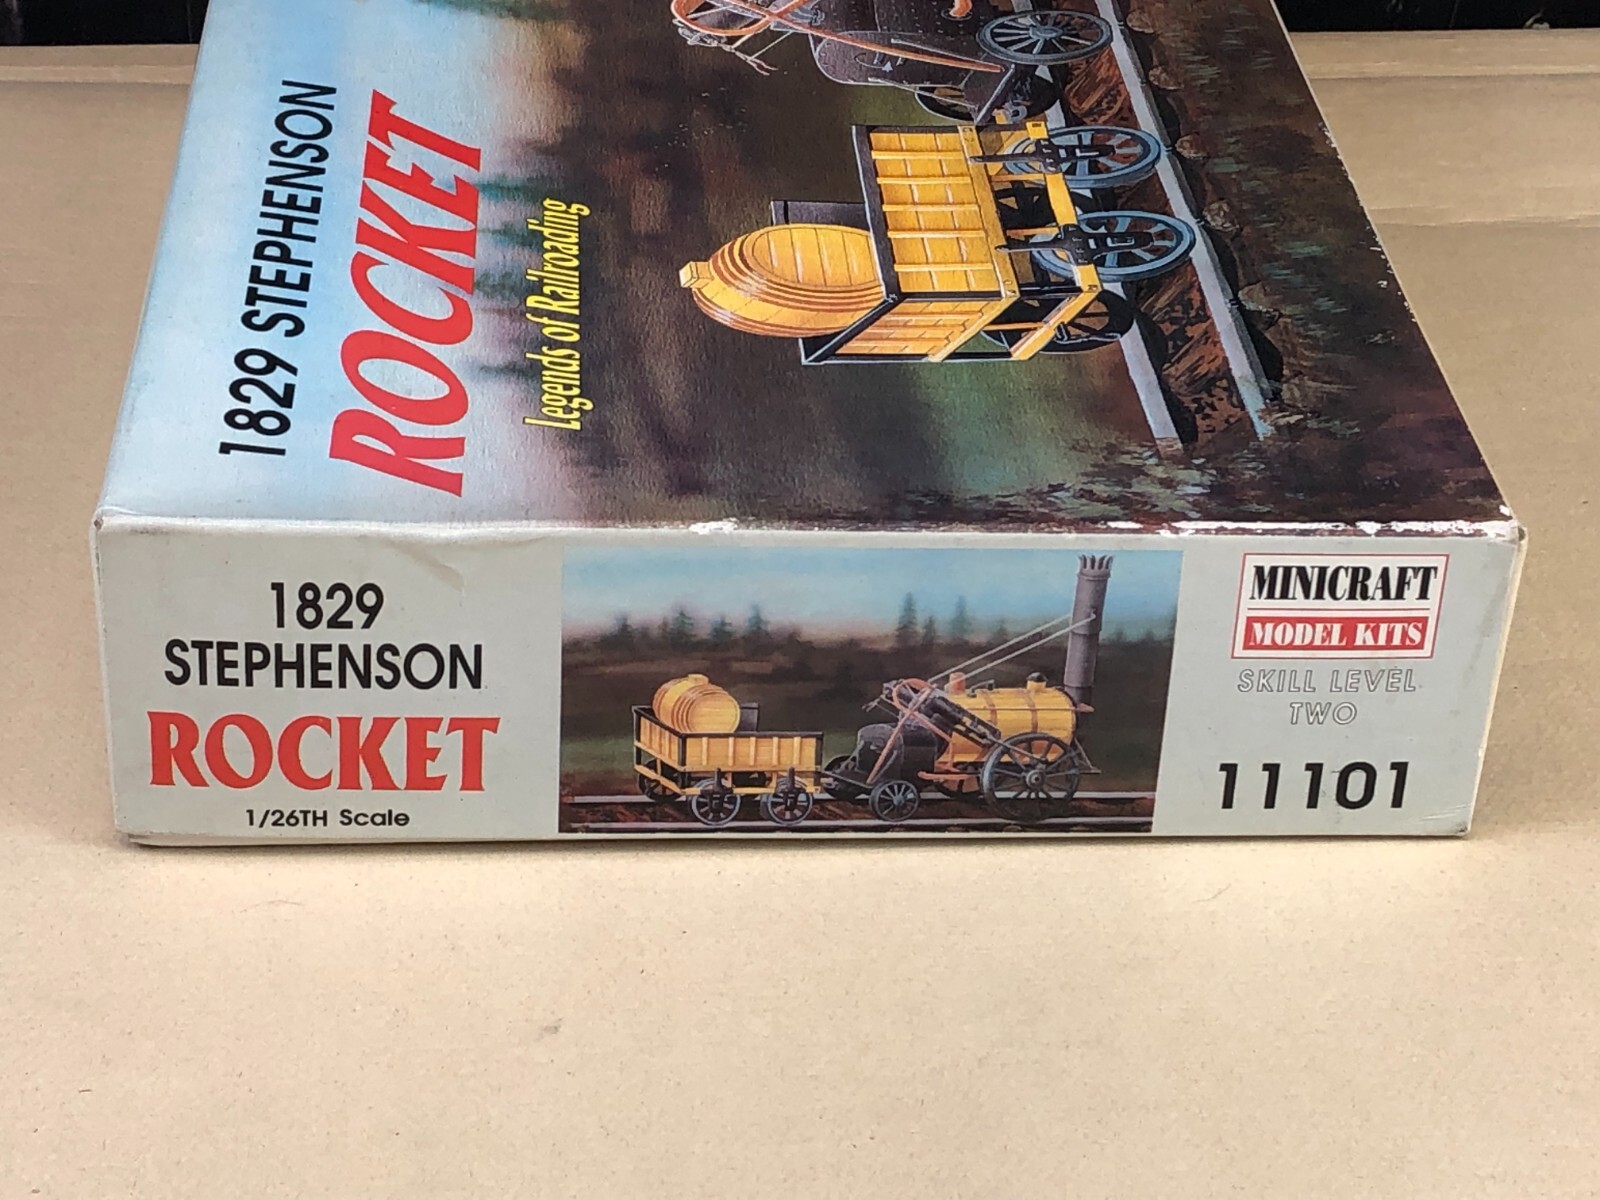 1829 STEPHENSON
ROCKET
Legends of Railroading
1829
STEPHENSON
ROCKET
1/26TH Scale
MINICRAFT
MODEL KITS
SKILL LEVEL
TWO
11101